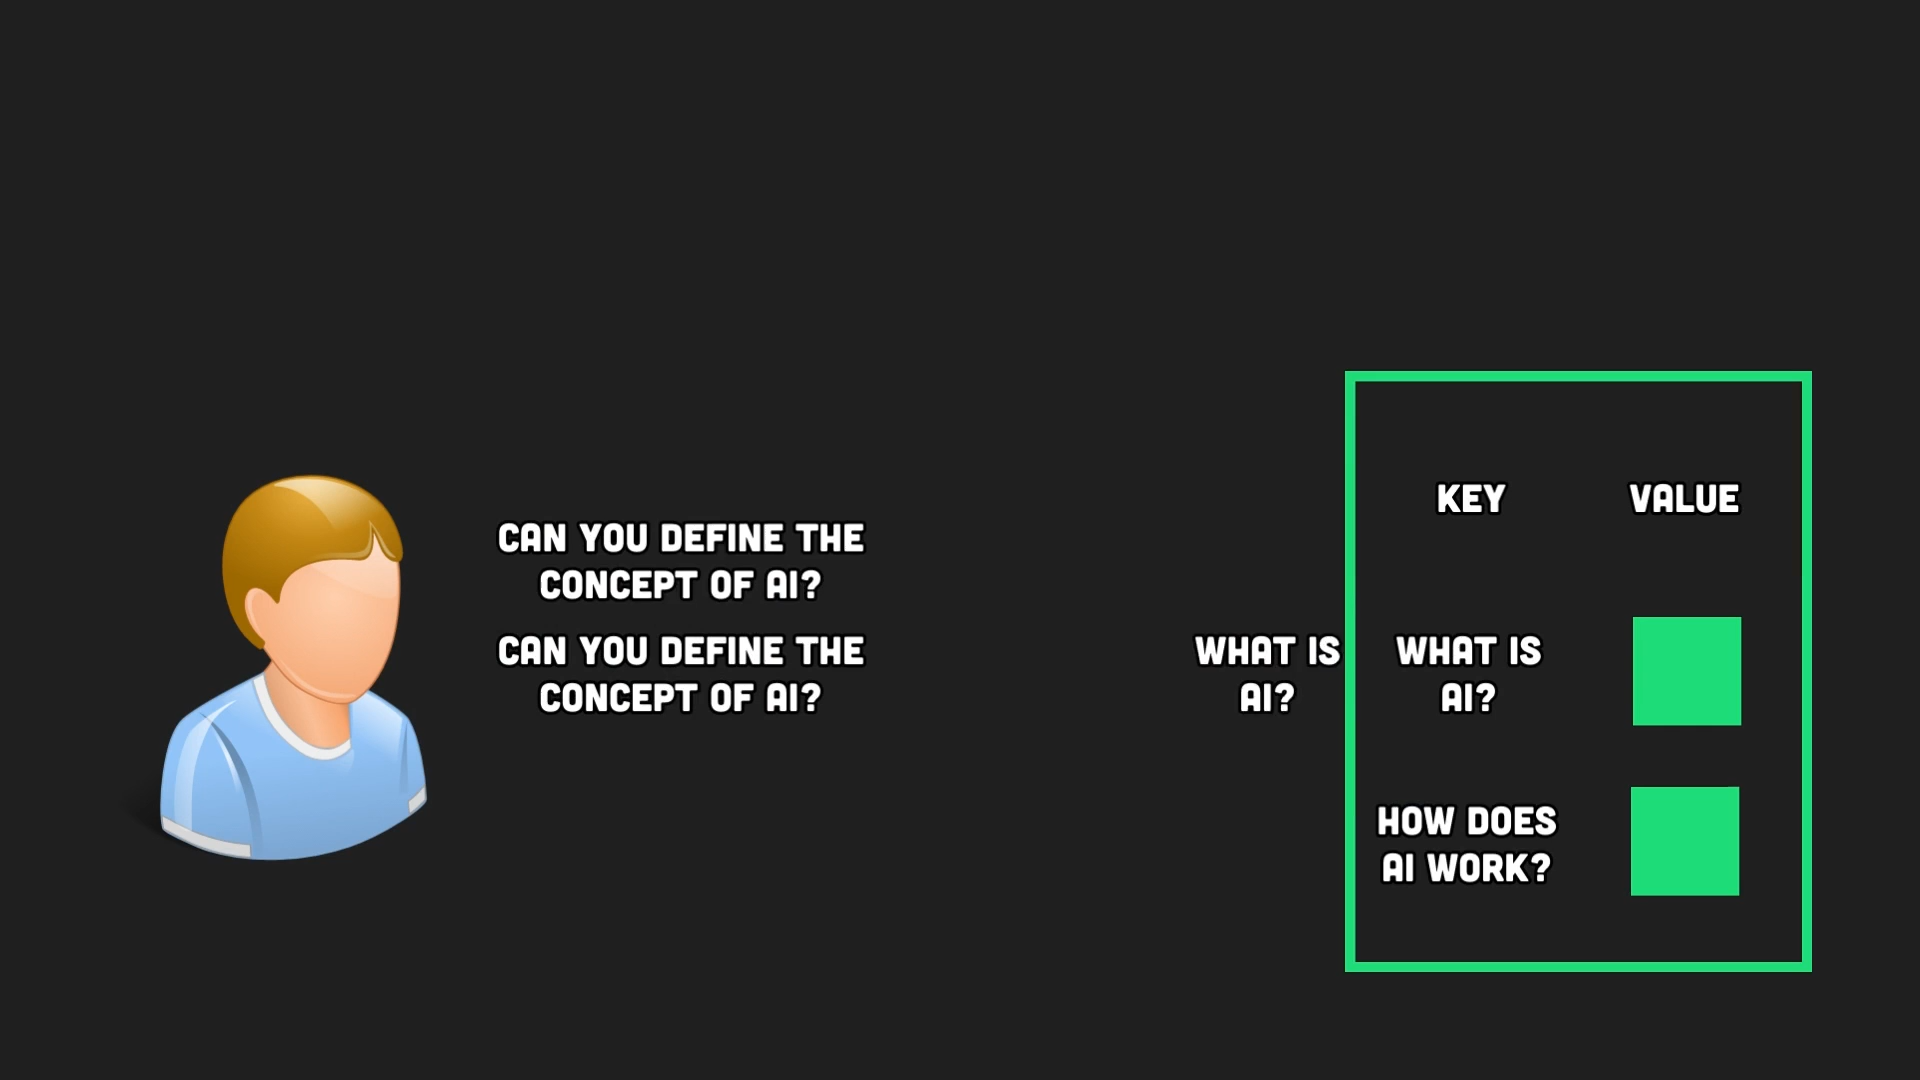 CAN YOU DEFINE THE
CONCEPT OF AI?
CAN YOU DEFINE THE
CONCEPT OF AI?
WHAT IS
AI?
KEY VALUE
WHAT IS
AI?
HOW DOES
AI WORK?